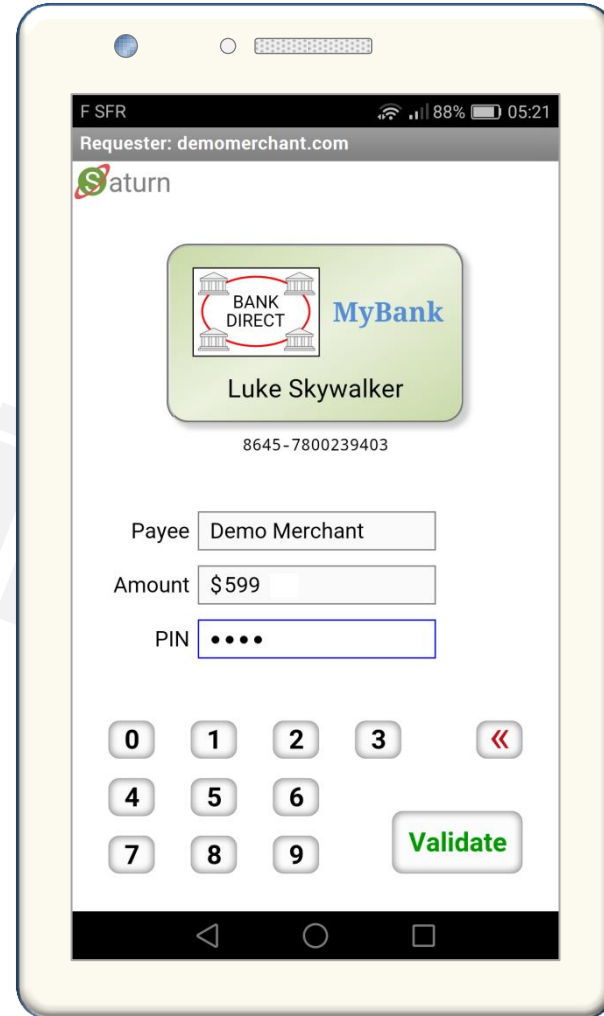 F SFR 88% 05:21
Requester: demomerchant.com
Saturn
BANK
DIRECT
MyBank
Luke Skywalker
8645-7800239403
Payee Demo Merchant
Amount $599
PIN ••••
0 1 2 3 «
4 5 6
Validate
7 8 9